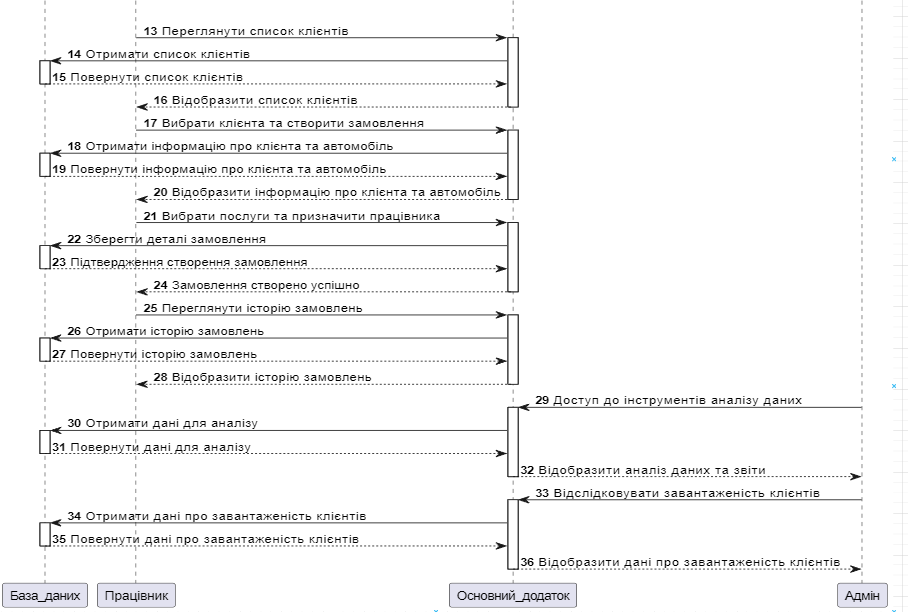 13 Переглянути список клієнтів
14 Отримати список клієнтів
15 Повернути список клієнтів
16 Відобразити список клієнтів
17 Вибрати клієнта та створити замовлення
18 Отримати інформацію про клієнта та автомобіль
19 Повернути інформацію про клієнта та автомобіль
20 Відобразити інформацію про клієнта та автомобіль
21 Вибрати послуги та призначити працівника
22 Зберегти деталі замовлення
23 Підтвердження створення замовлення
24 Замовлення створено успішно
25 Переглянути історію замовлень
26 Отримати історію замовлень
27 Повернути історію замовлень
28 Відобразити історію замовлень
29 Доступ до інструментів аналізу даних
30 Отримати дані для аналізу
31 Повернути дані для аналізу
32 Відобразити аналіз даних та звіти
33 Відслідковувати завантаженість клієнтів
34 Отримати дані про завантаженість клієнтів
35 Повернути дані про завантаженість клієнтів
36 Відобразити дані про завантаженість клієнтів
База_даних
Працівник
Основний_додаток
Адмін